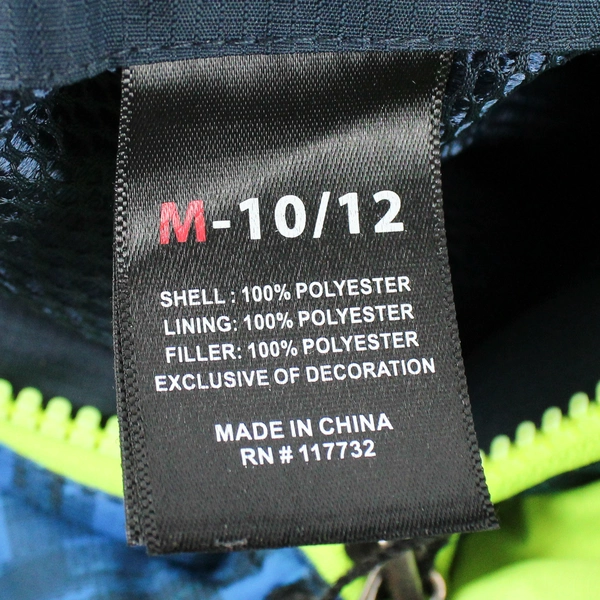 M-10/12
SHELL : 100% POLYESTER
LINING: 100% POLYESTER
FILLER: 100% POLYESTER
EXCLUSIVE OF DECORATION
MADE IN CHINA
RN # 117732